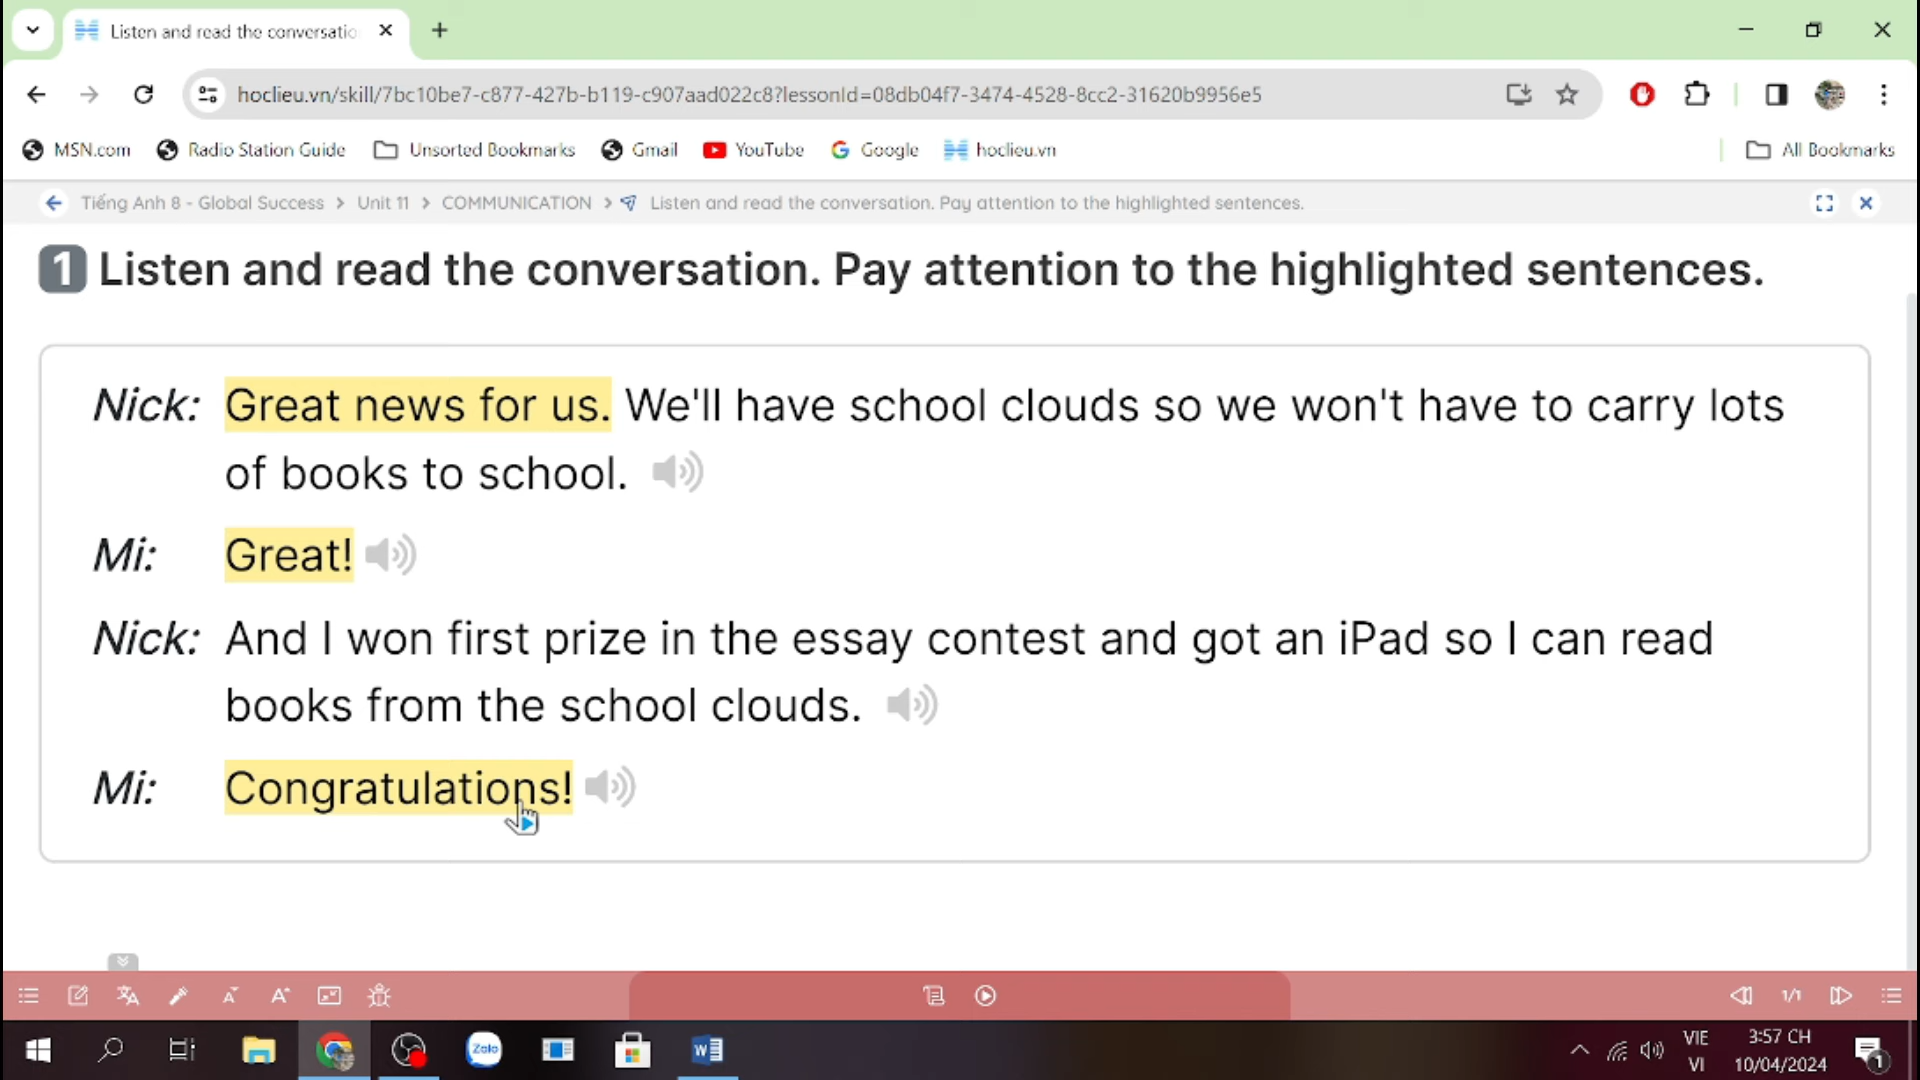 Listen and read the conversatio
hoclieu.vn/skill/7bc10be7-c877-427b-b119-c907aad022c8?lessonId=08db04f7-3474-4528-8cc2-31620b9956e5
MSN.com Radio Station Guide Unsorted Bookmarks Gmail YouTube Google hoclieu.vn All Bookmarks
Tiếng Anh 8 - Global Success > Unit 11 > COMMUNICATION > Listen and read the conversation. Pay attention to the highlighted sentences.
1 Listen and read the conversation. Pay attention to the highlighted sentences.
Nick: Great news for us. We'll have school clouds so we won't have to carry lots
of books to school.
Mi: Great!
Nick: And I won first prize in the essay contest and got an iPad so I can read
books from the school clouds.
Mi: Congratulations!
1/1
Zalo
VIE 3:57 CH
VI 10/04/2024 1